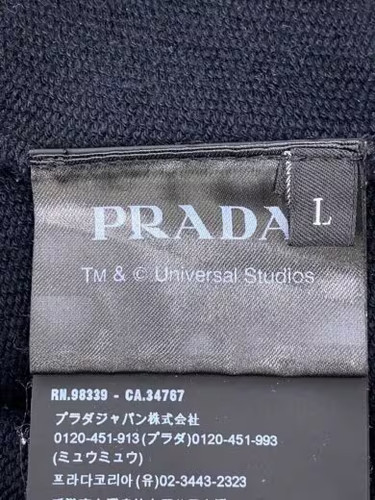 PRADA
L
TM & © Universal Studios
RN.98339 - CA.34767
プラダジャパン株式会社
0120-451-913(プラダ)0120-451-993
(ミュウミュウ)
프라다코리아(유)02-3443-2323